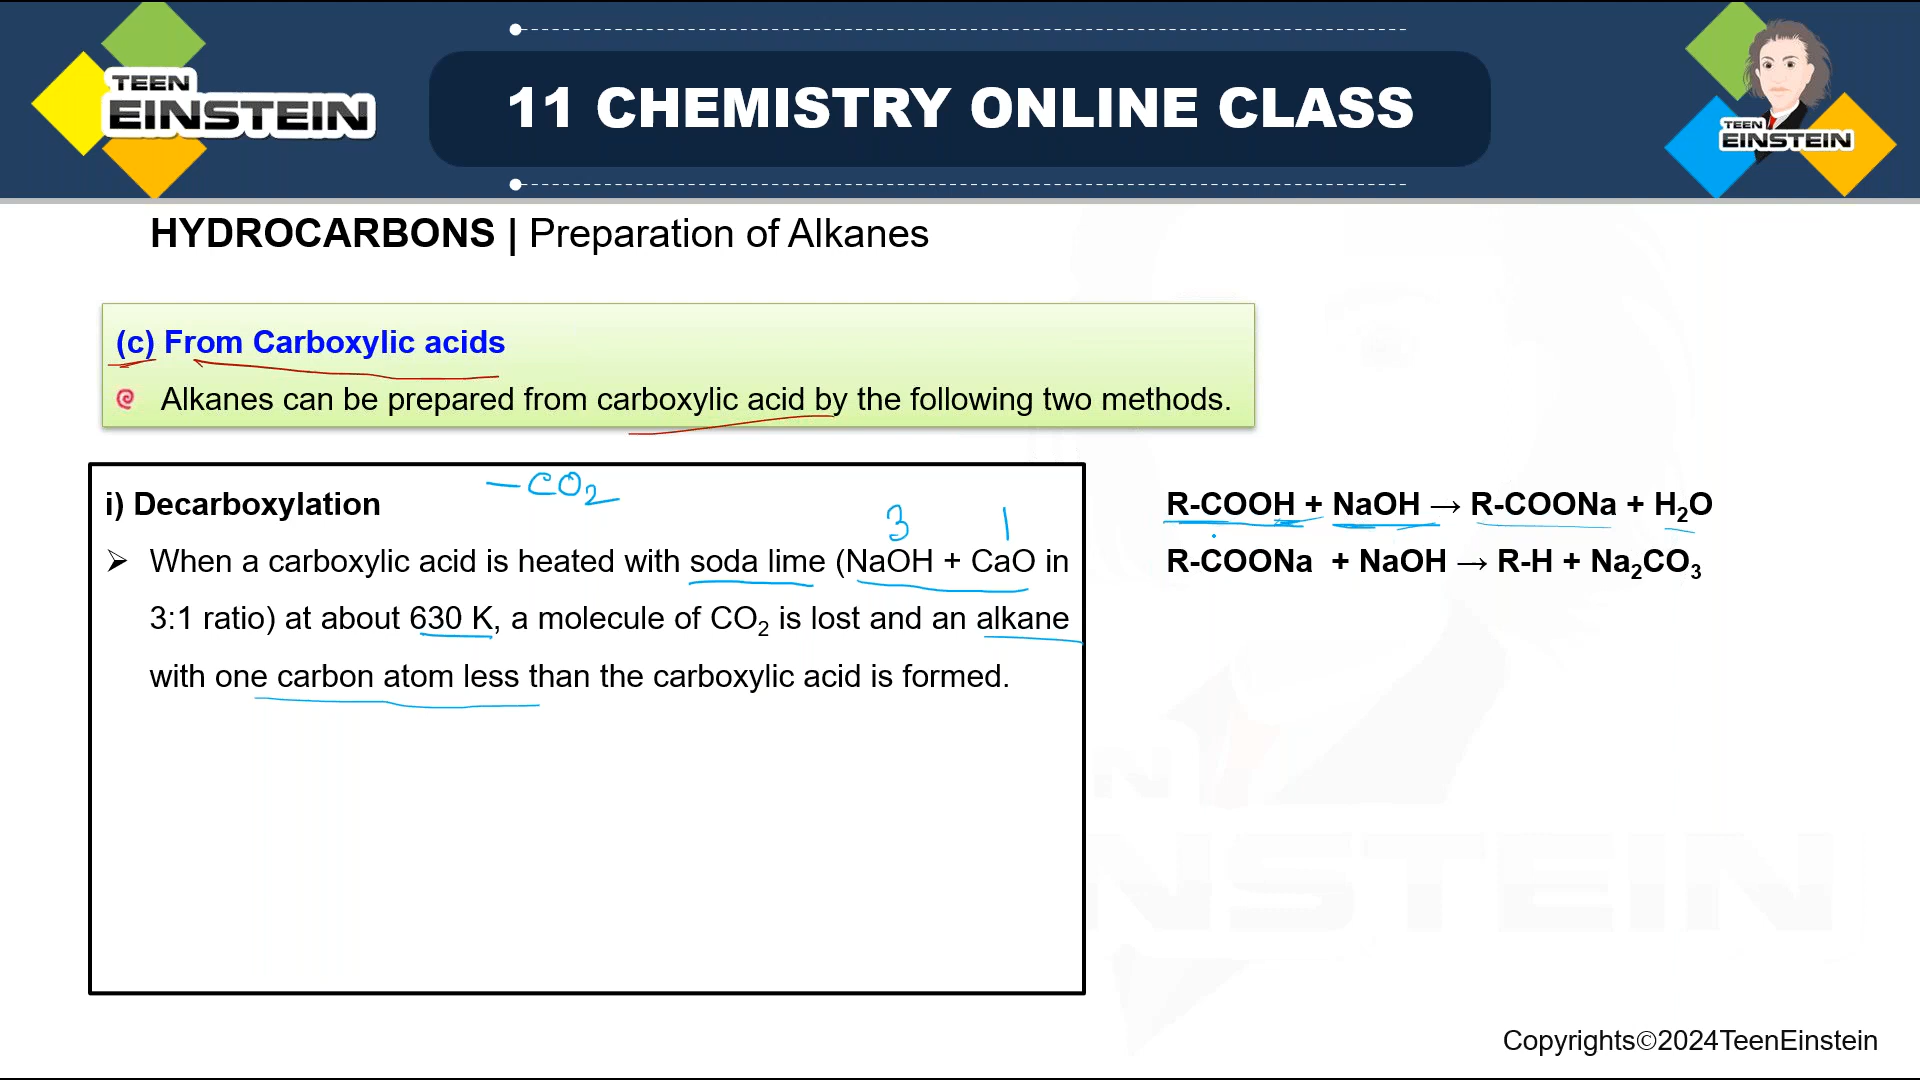 TEEN
EINSTEIN
11 CHEMISTRY ONLINE CLASS
TEEN
EINSTEIN
HYDROCARBONS | Preparation of Alkanes
(c) From Carboxylic acids
Alkanes can be prepared from carboxylic acid by the following two methods.
i) Decarboxylation
−CO₂
3 1
➢ When a carboxylic acid is heated with soda lime (NaOH + CaO in
3:1 ratio) at about 630 K, a molecule of CO₂ is lost and an alkane
with one carbon atom less than the carboxylic acid is formed.
R-COOH + NaOH → R-COONa + H₂O
R-COONa + NaOH → R-H + Na₂CO₃
N
NSTEIN
Copyrights©2024TeenEinstein